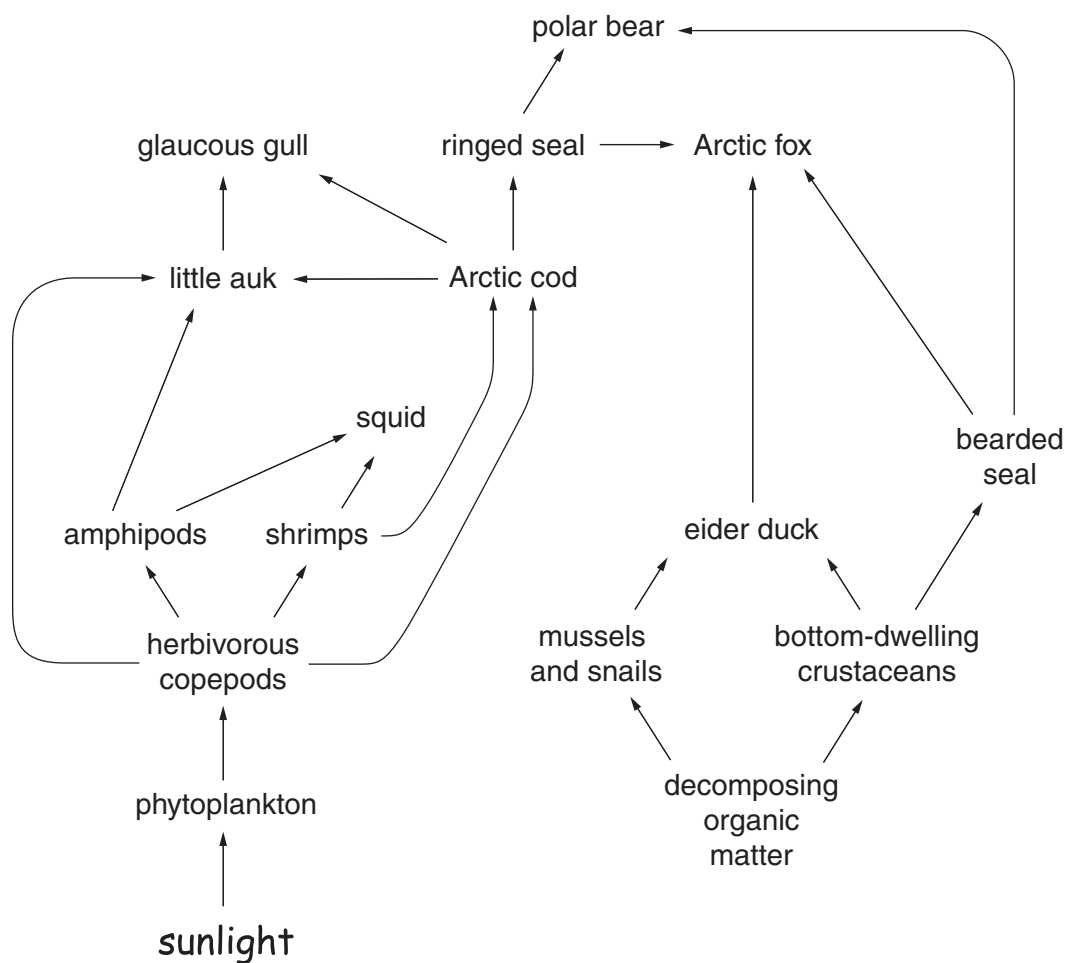 polar bear
glaucous gull
ringed seal
Arctic fox
little auk
Arctic cod
squid
bearded
seal
amphipods
shrimps
eider duck
herbivorous
copepods
mussels
and snails
bottom-dwelling
crustaceans
phytoplankton
decomposing
organic
matter
sunlight